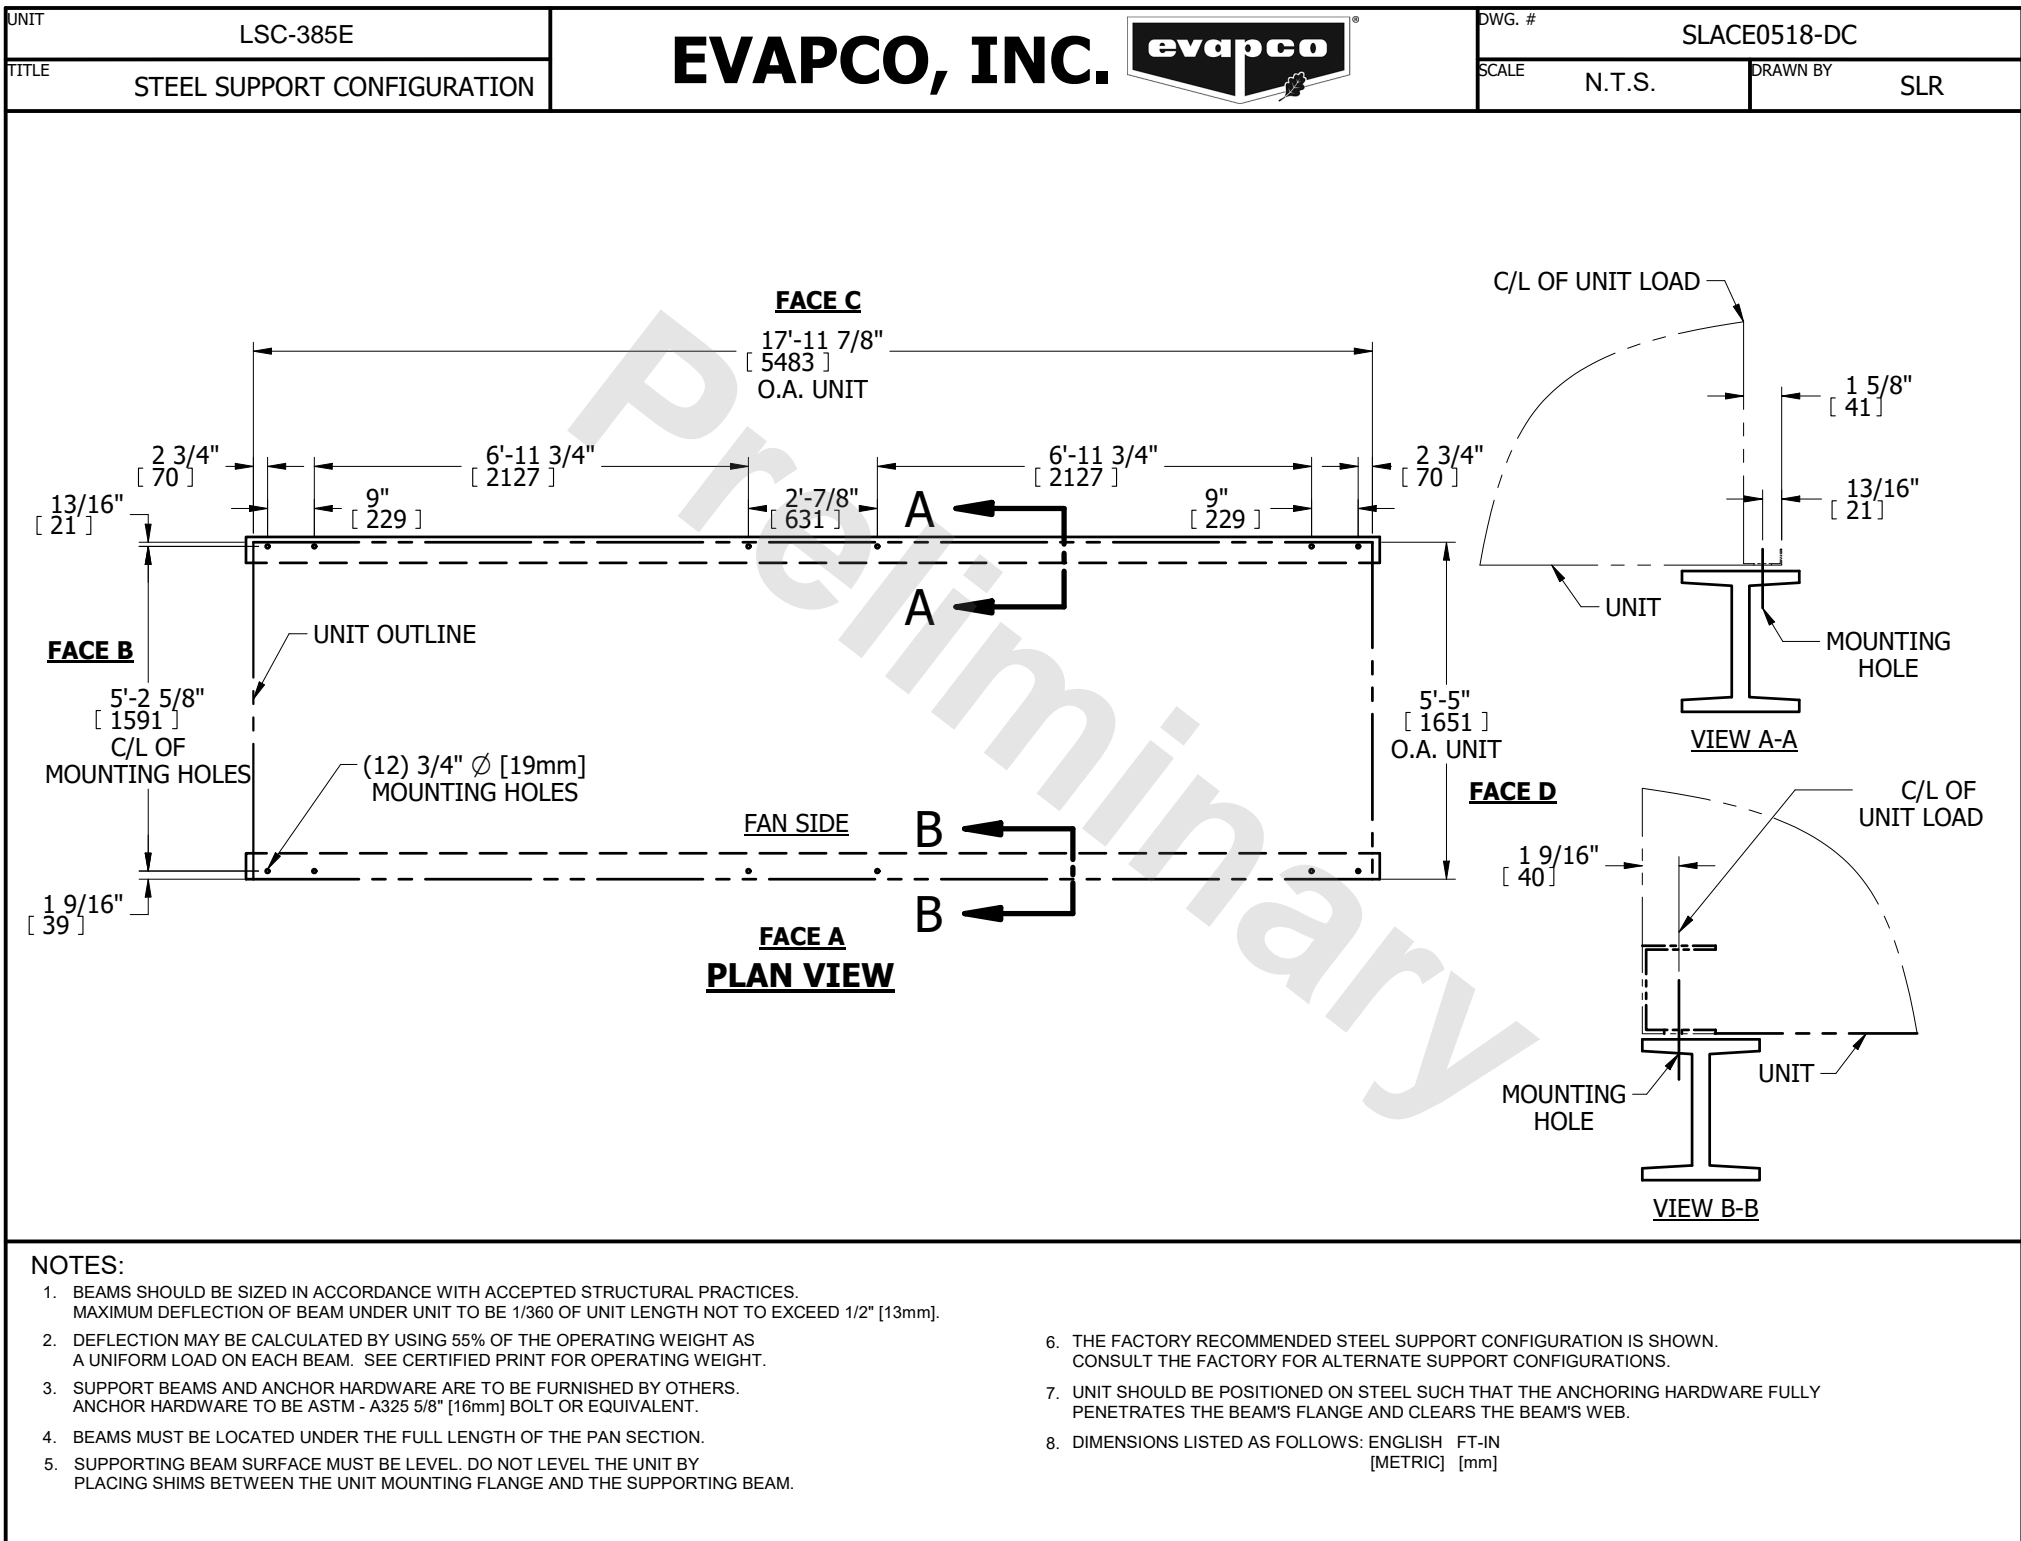 UNIT
LSC-385E
TITLE
STEEL SUPPORT CONFIGURATION
EVAPCO, INC.
evapco
®
DWG. #
SLACE0518-DC
SCALE
N.T.S.
DRAWN BY
SLR
FACE C
17'-11 7/8"
[ 5483 ]
O.A. UNIT
2 3/4"
[ 70 ]
6'-11 3/4"
[ 2127 ]
6'-11 3/4"
[ 2127 ]
2 3/4"
[ 70 ]
13/16"
[ 21 ]
9"
[ 229 ]
2'-7/8"
[ 631 ]
A
9"
[ 229 ]
A
FACE B
UNIT OUTLINE
5'-2 5/8"
[ 1591 ]
C/L OF
MOUNTING HOLES
5'-5"
[ 1651 ]
O.A. UNIT
(12) 3/4" ∅ [19mm]
MOUNTING HOLES
FACE D
FAN SIDE
B
B
1 9/16"
[ 39 ]
FACE A
PLAN VIEW
C/L OF UNIT LOAD
1 5/8"
[ 41 ]
13/16"
[ 21 ]
UNIT
MOUNTING
HOLE
VIEW A-A
C/L OF
UNIT LOAD
1 9/16"
[ 40 ]
UNIT
MOUNTING
HOLE
VIEW B-B
Preliminary
NOTES:
1. BEAMS SHOULD BE SIZED IN ACCORDANCE WITH ACCEPTED STRUCTURAL PRACTICES.
MAXIMUM DEFLECTION OF BEAM UNDER UNIT TO BE 1/360 OF UNIT LENGTH NOT TO EXCEED 1/2" [13mm].
2. DEFLECTION MAY BE CALCULATED BY USING 55% OF THE OPERATING WEIGHT AS
A UNIFORM LOAD ON EACH BEAM. SEE CERTIFIED PRINT FOR OPERATING WEIGHT.
3. SUPPORT BEAMS AND ANCHOR HARDWARE ARE TO BE FURNISHED BY OTHERS.
ANCHOR HARDWARE TO BE ASTM - A325 5/8" [16mm] BOLT OR EQUIVALENT.
4. BEAMS MUST BE LOCATED UNDER THE FULL LENGTH OF THE PAN SECTION.
5. SUPPORTING BEAM SURFACE MUST BE LEVEL. DO NOT LEVEL THE UNIT BY
PLACING SHIMS BETWEEN THE UNIT MOUNTING FLANGE AND THE SUPPORTING BEAM.
6. THE FACTORY RECOMMENDED STEEL SUPPORT CONFIGURATION IS SHOWN.
CONSULT THE FACTORY FOR ALTERNATE SUPPORT CONFIGURATIONS.
7. UNIT SHOULD BE POSITIONED ON STEEL SUCH THAT THE ANCHORING HARDWARE FULLY
PENETRATES THE BEAM'S FLANGE AND CLEARS THE BEAM'S WEB.
8. DIMENSIONS LISTED AS FOLLOWS: ENGLISH FT-IN
[METRIC] [mm]